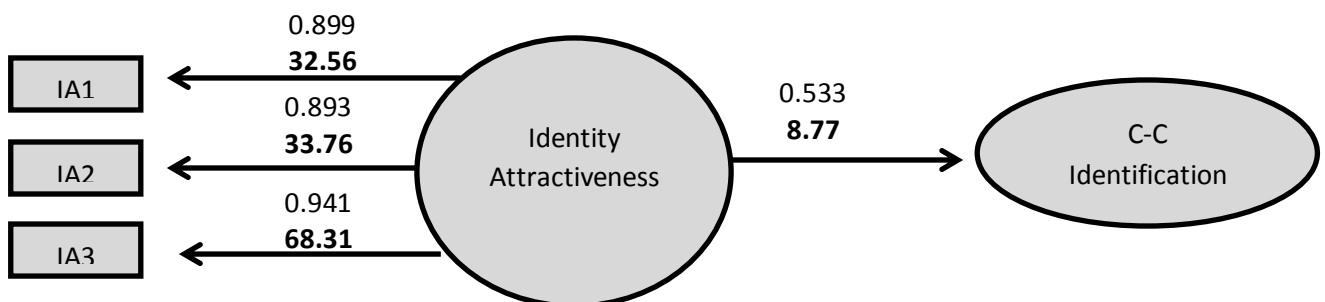 0.899
32.56
IA1
0.893
33.76
IA2
0.941
68.31
IA3
Identity
Attractiveness
0.533
8.77
C-C
Identification